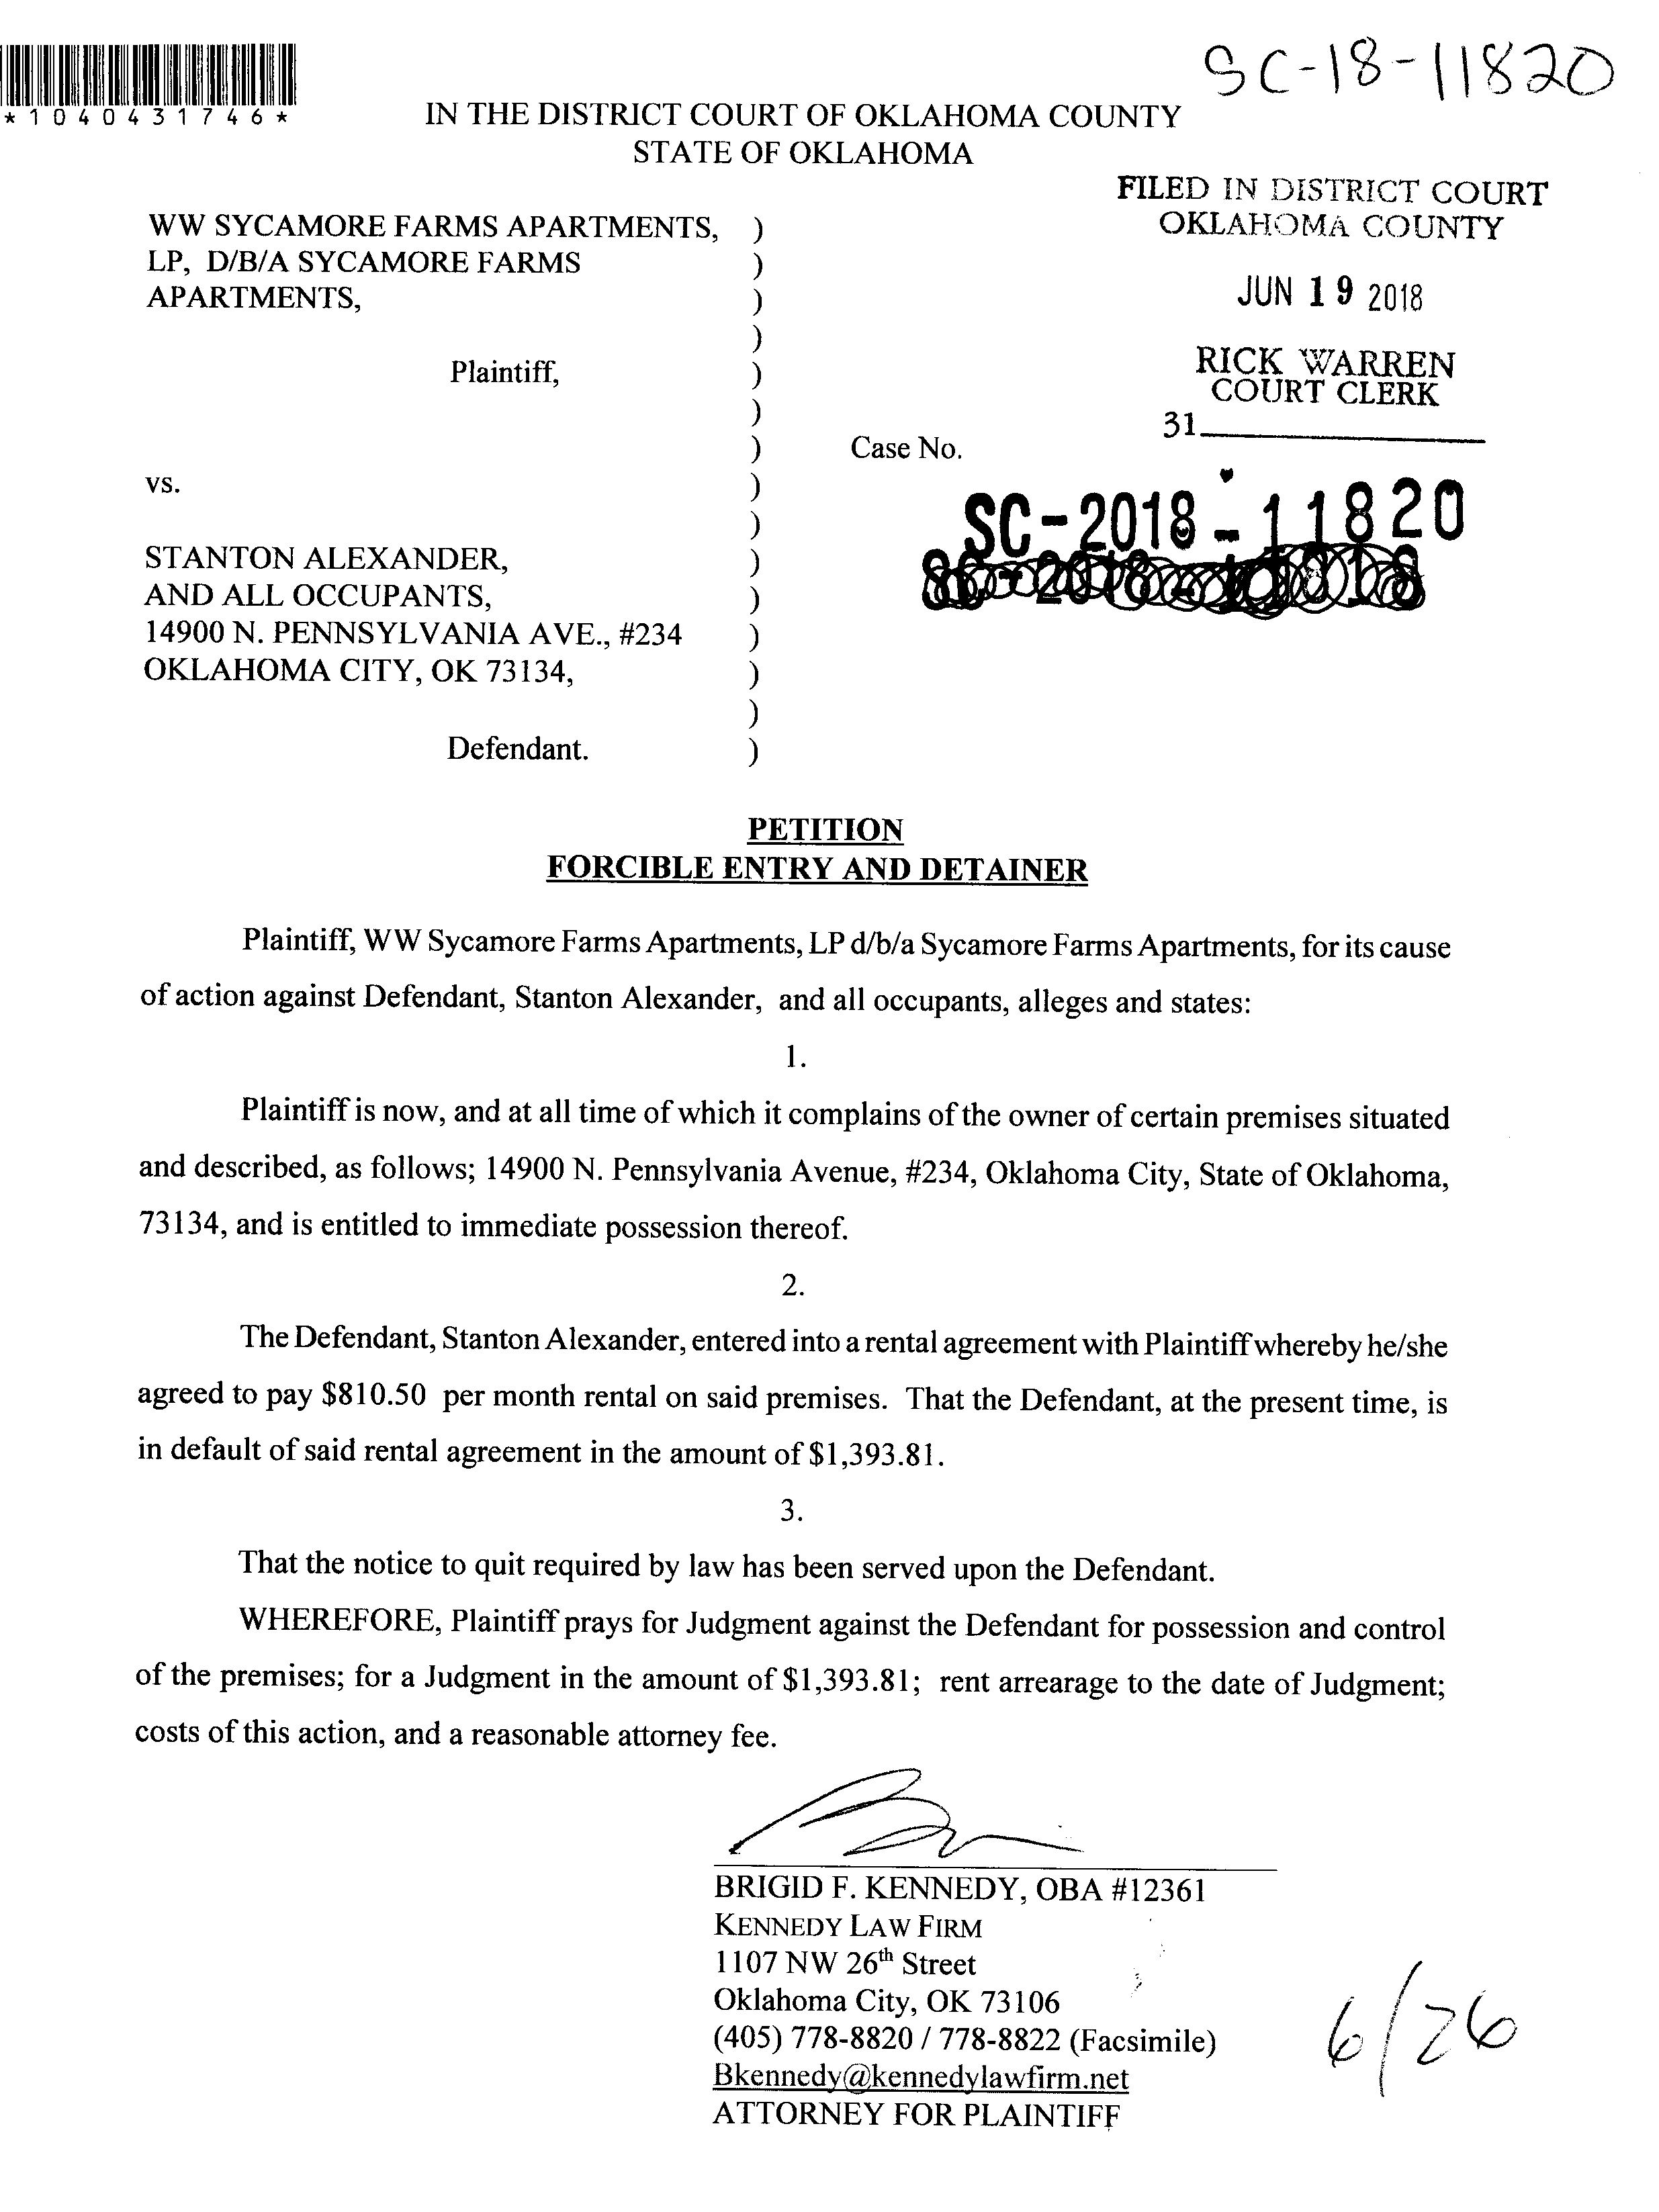 SC-18-11820
*1040431746*
IN THE DISTRICT COURT OF OKLAHOMA COUNTY
STATE OF OKLAHOMA
FILED IN DISTRICT COURT
OKLAHOMA COUNTY
JUN 19 2018
RICK WARREN
COURT CLERK
31
WW SYCAMORE FARMS APARTMENTS, )
LP, D/B/A SYCAMORE FARMS )
APARTMENTS, )
)
Plaintiff, )
)
) Case No.
vs. )
SC-2018-11820
)
STANTON ALEXANDER, )
AND ALL OCCUPANTS, )
14900 N. PENNSYLVANIA AVE., #234 )
OKLAHOMA CITY, OK 73134, )
)
Defendant. )
PETITION
FORCIBLE ENTRY AND DETAINER
Plaintiff, WW Sycamore Farms Apartments, LP d/b/a Sycamore Farms Apartments, for its cause
of action against Defendant, Stanton Alexander, and all occupants, alleges and states:
1.
Plaintiff is now, and at all time of which it complains of the owner of certain premises situated
and described, as follows; 14900 N. Pennsylvania Avenue, #234, Oklahoma City, State of Oklahoma,
73134, and is entitled to immediate possession thereof.
2.
The Defendant, Stanton Alexander, entered into a rental agreement with Plaintiff whereby he/she
agreed to pay $810.50 per month rental on said premises. That the Defendant, at the present time, is
in default of said rental agreement in the amount of $1,393.81.
3.
That the notice to quit required by law has been served upon the Defendant.
WHEREFORE, Plaintiff prays for Judgment against the Defendant for possession and control
of the premises; for a Judgment in the amount of $1,393.81; rent arrearage to the date of Judgment;
costs of this action, and a reasonable attorney fee.
BRIGID F. KENNEDY, OBA #12361
KENNEDY LAW FIRM
1107 NW 26th Street
Oklahoma City, OK 73106
(405) 778-8820 / 778-8822 (Facsimile)
Bkennedy@kennedylawfirm.net
ATTORNEY FOR PLAINTIFF
6/26